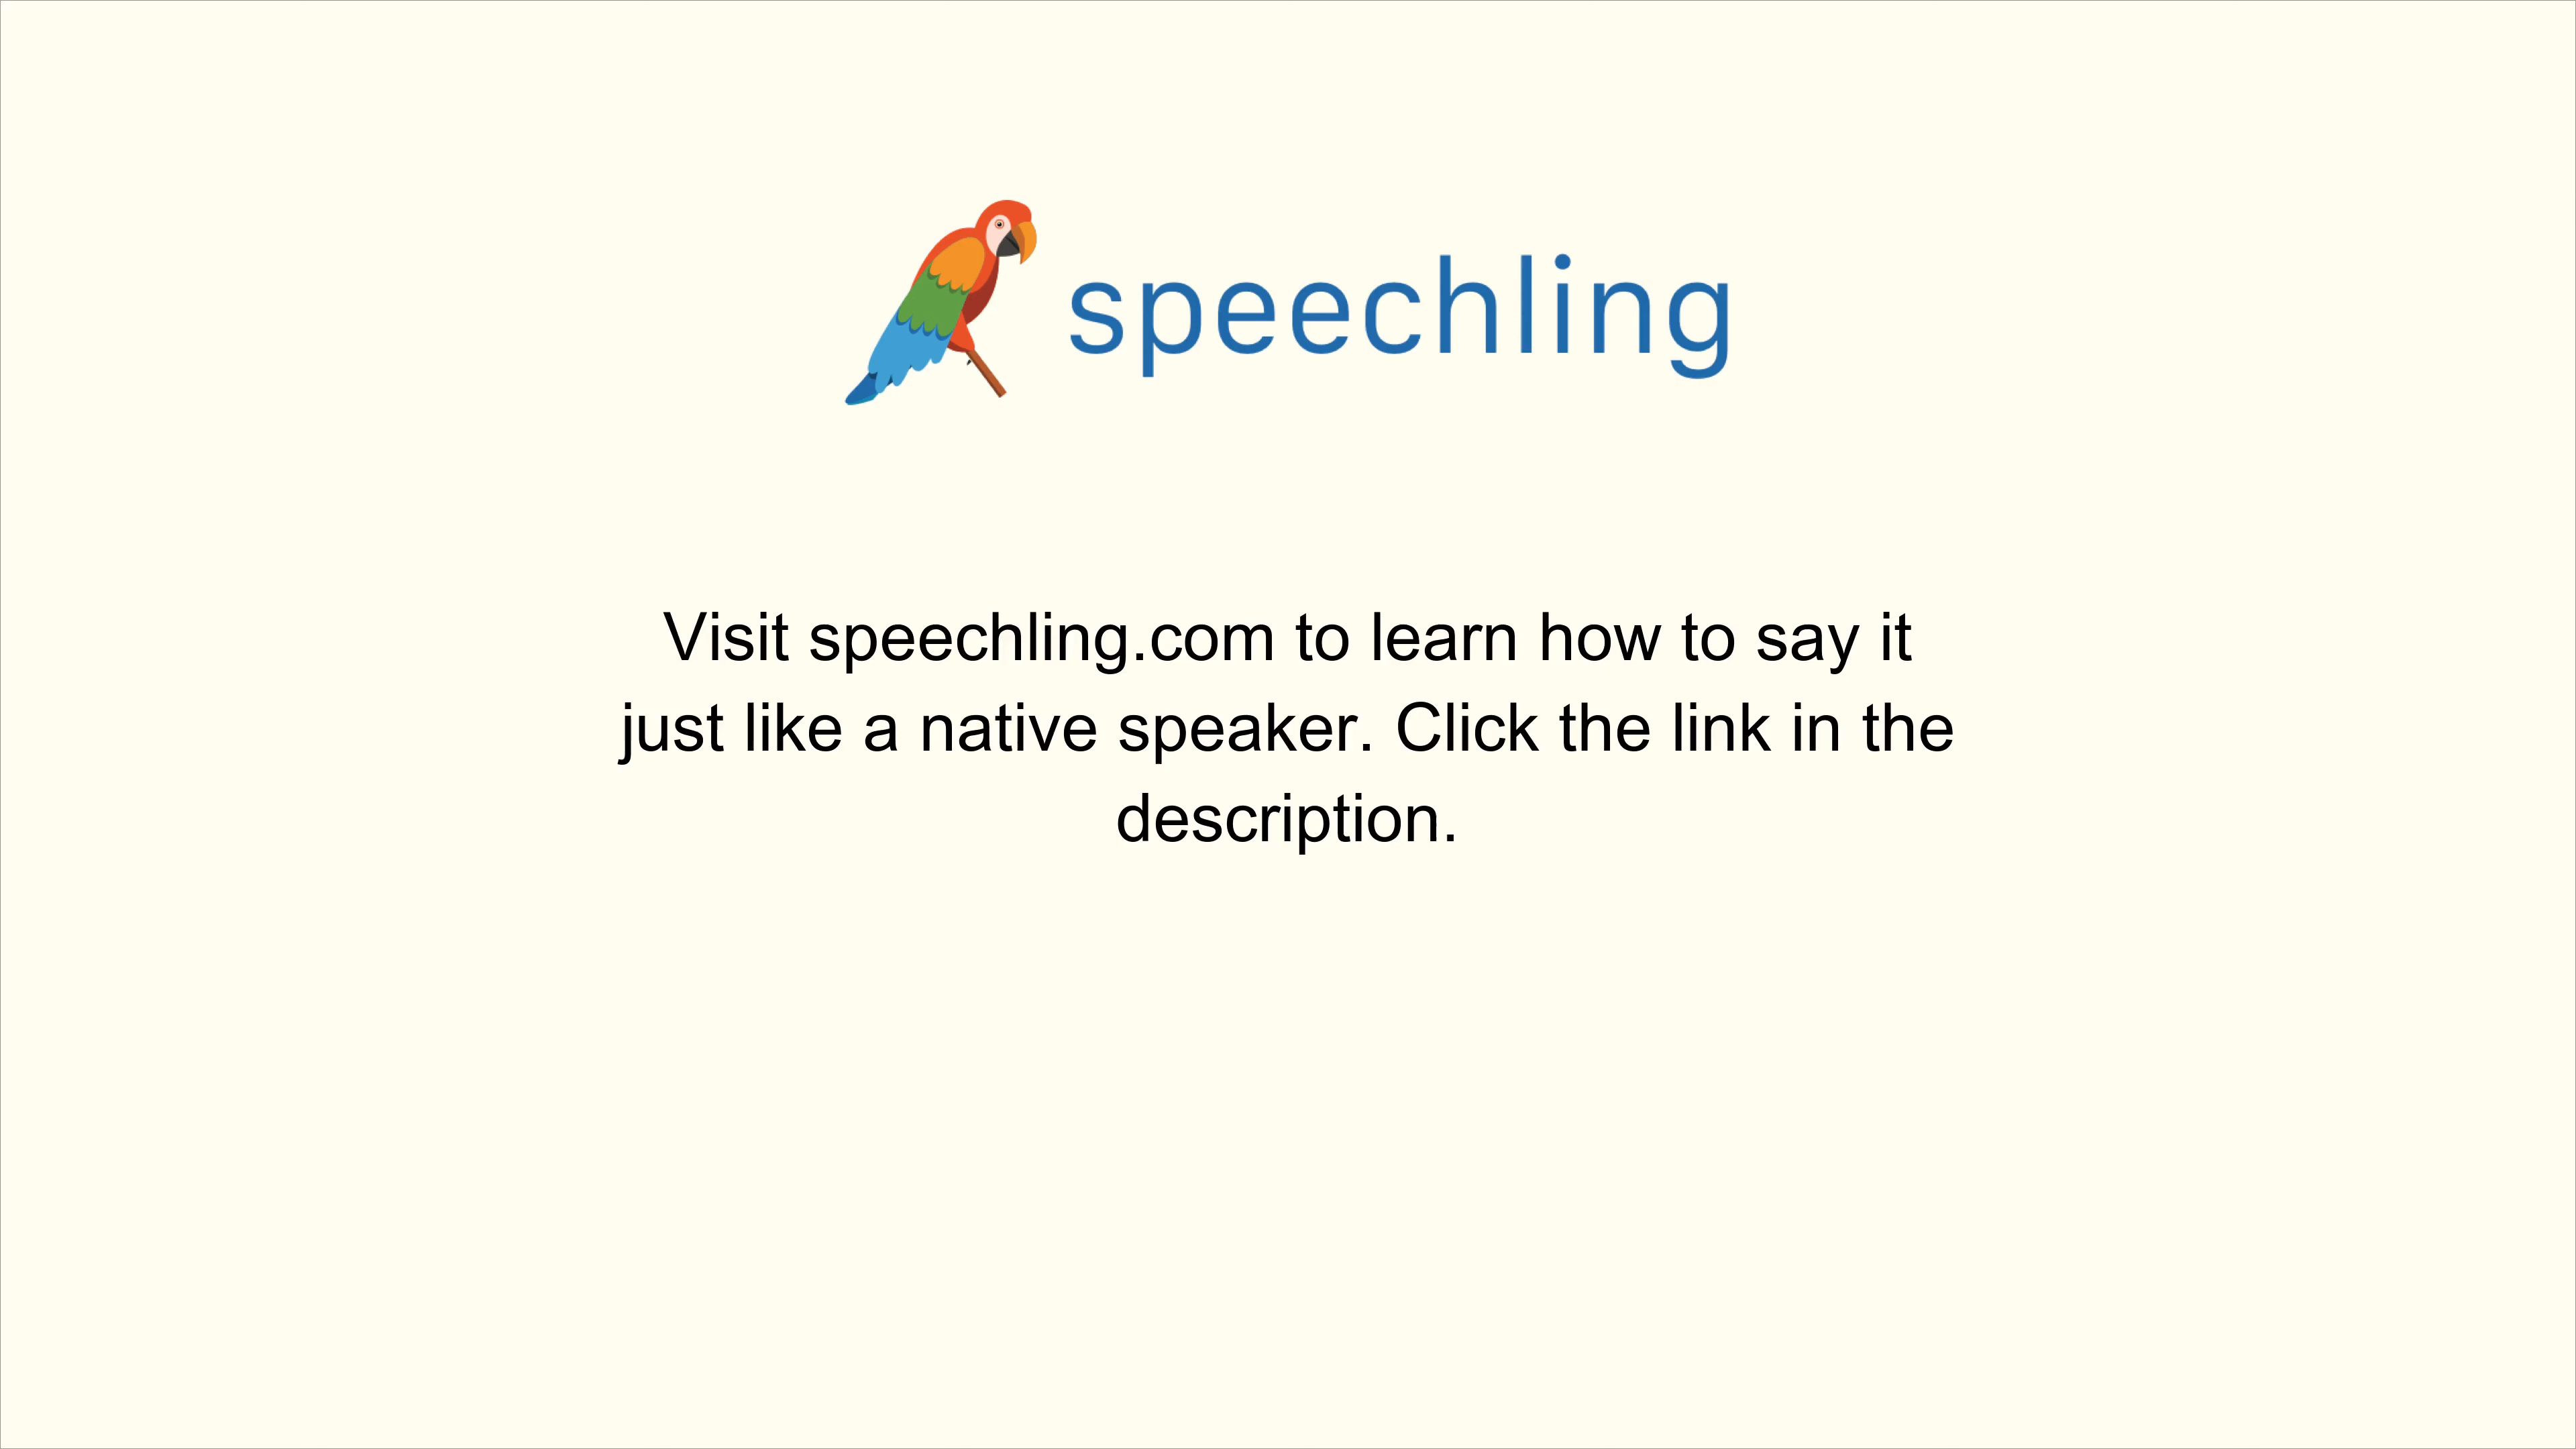 speechling
Visit speechling.com to learn how to say it
just like a native speaker. Click the link in the
description.